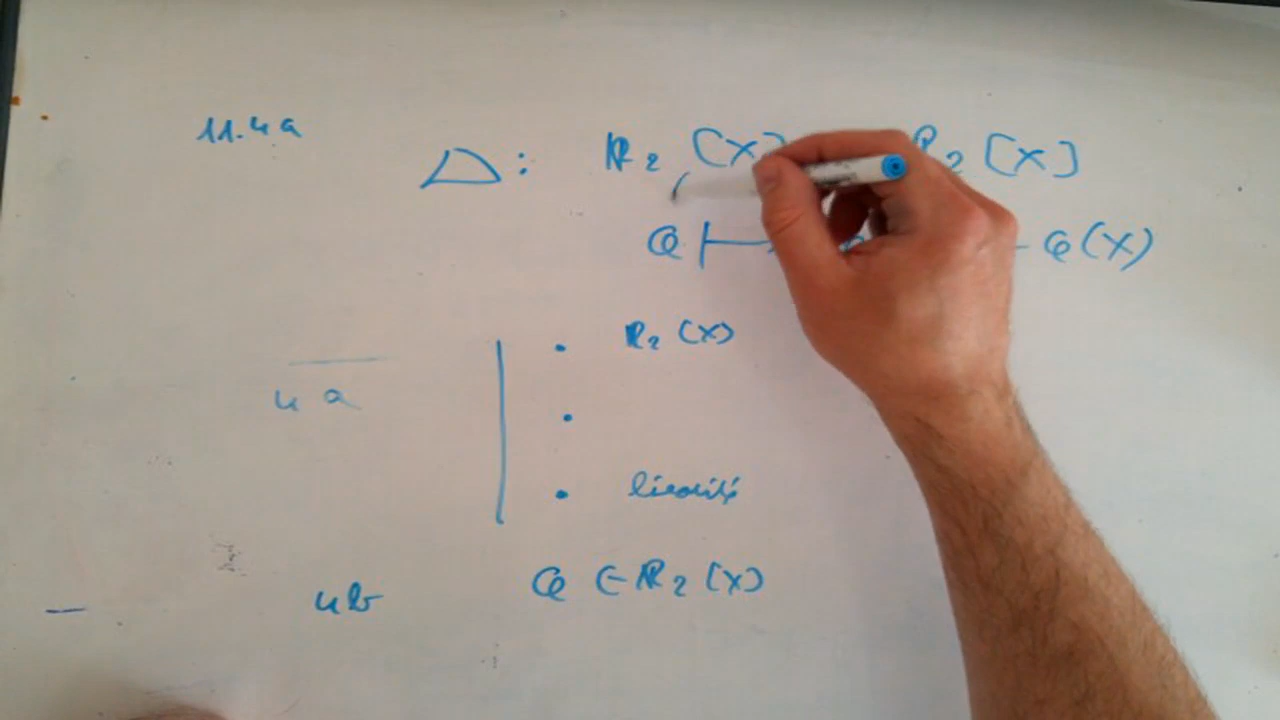 11.4a
Δ: ℝ₂[X] ℝ₂[X]
Q ↦ - Q(X)
• ℝ₂(X)
4a
•
• linéarité
4b Q ∈ ℝ₂(X)